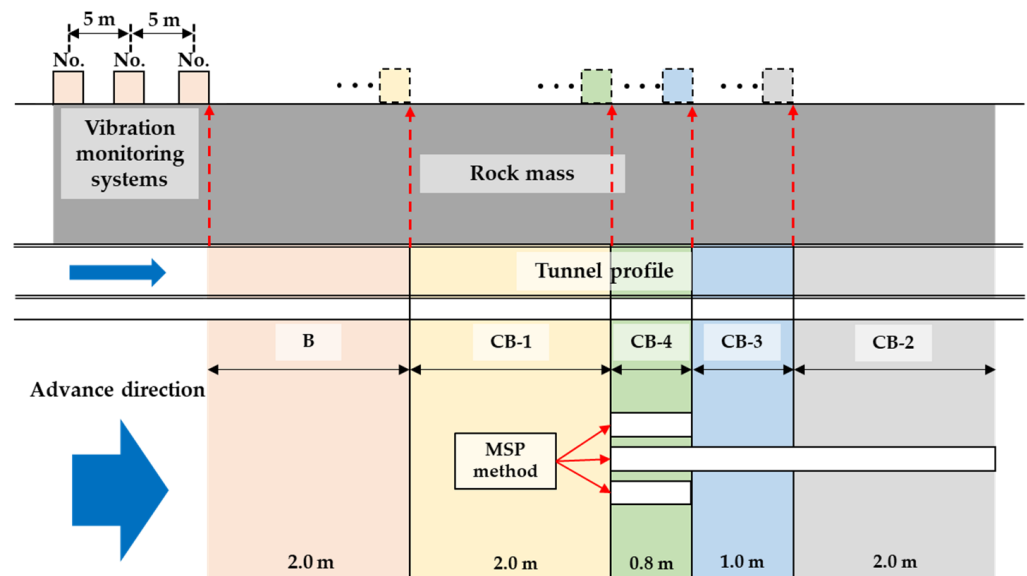 5 m 5 m
No. No. No.
Vibration
monitoring
systems
Rock mass
Tunnel profile
B CB-1 CB-4 CB-3 CB-2
Advance direction
MSP
method
2.0 m 2.0 m 0.8 m 1.0 m 2.0 m